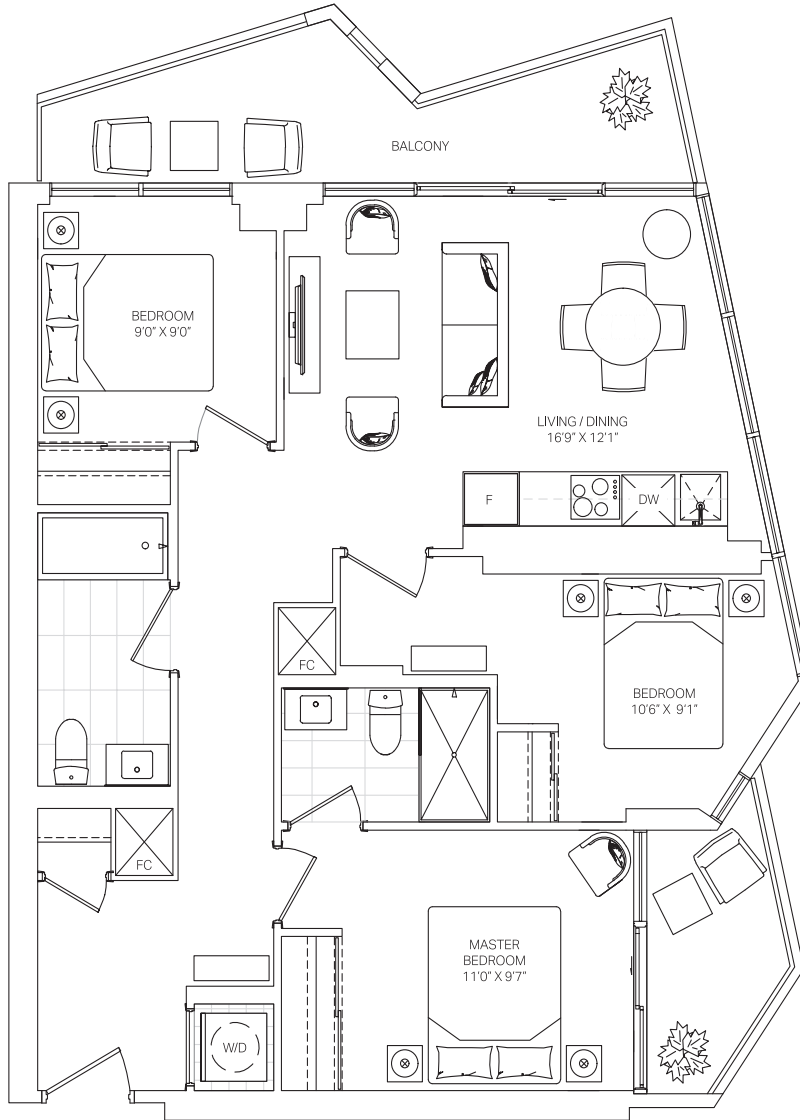 BALCONY
BEDROOM
9'0" X 9'0"
LIVING / DINING
16'9" X 12'1"
F
DW
FC
BEDROOM
10'6" X 9'1"
FC
MASTER
BEDROOM
11'0" X 9'7"
W/D